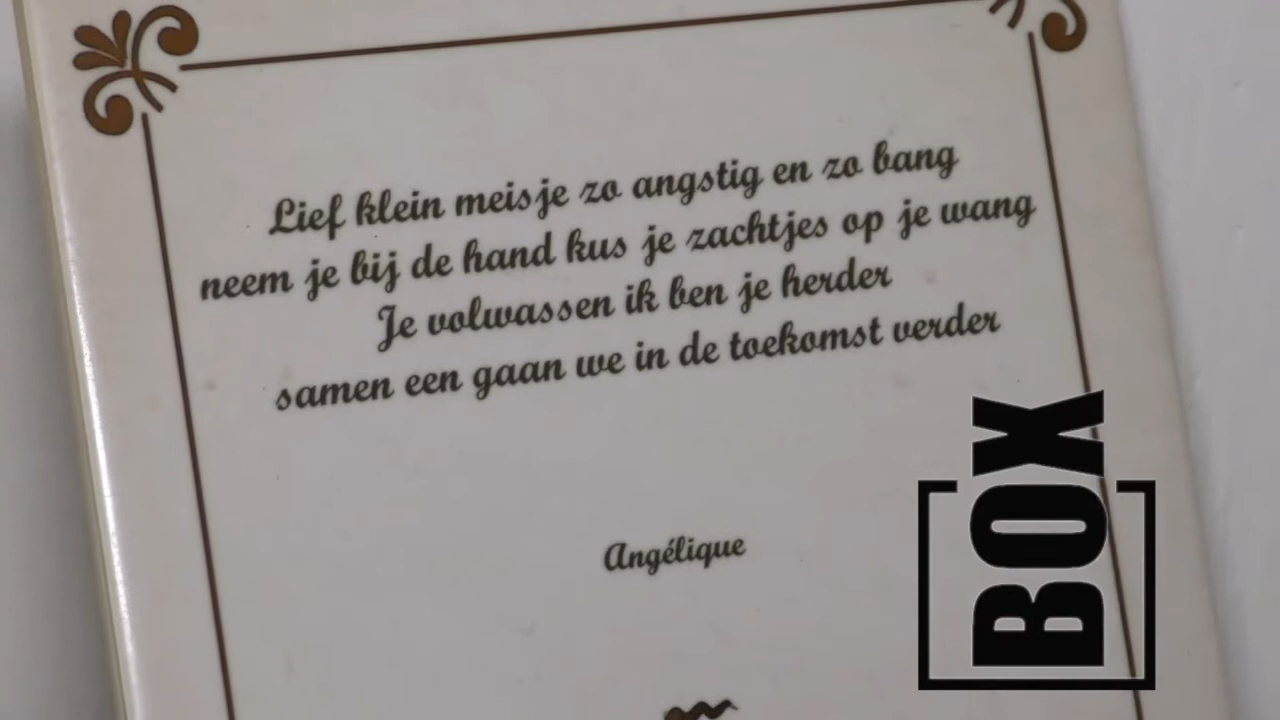 Lief klein meisje zo angstig en zo bang
neem je bij de hand kus je zachtjes op je wang
Je volwassen ik ben je herder
samen een gaan we in de toekomst verder
Angélique
BOX